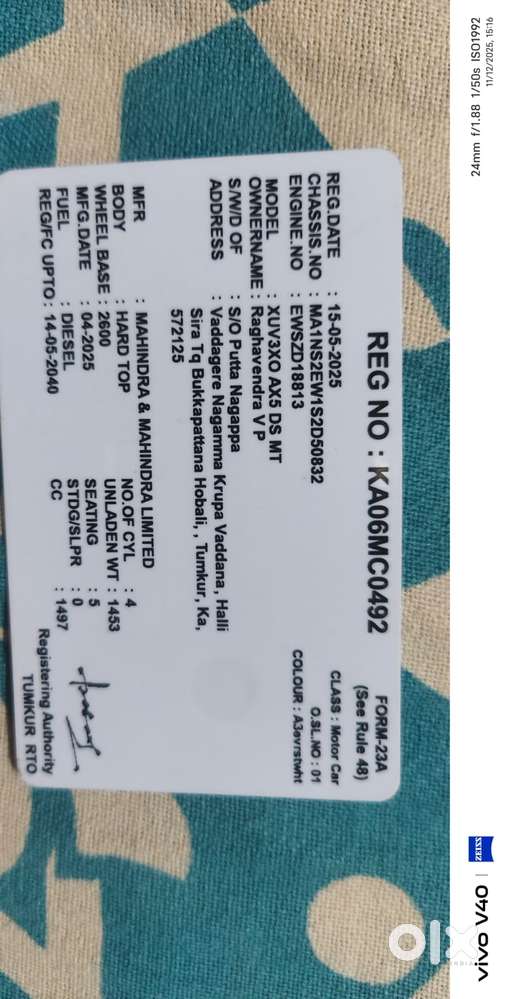 FORM-23A
(See Rule 48)
REG NO : KA06MC0492
CLASS : Motor Car
O.SL.NO : 01
COLOUR : A3evrstwht
REG.DATE : 15-05-2025
CHASSIS.NO : MA1NS2EW1S2D50832
ENGINE.NO : EWSZD18813
MODEL : XUV3XO AX5 DS MT
OWNERNAME : Raghavendra V P
S/W/D OF : S/O Putta Nagappa
ADDRESS : Vaddagere Nagamma Krupa Vaddana, Halli
Sira Tq Bukkapattana Hobali, , Tumkur, Ka,
572125
MFR : MAHINDRA & MAHINDRA LIMITED
BODY : HARD TOP NO.OF CYL : 4
WHEEL BASE : 2600 UNLADEN WT : 1453
MFG.DATE : 04-2025 SEATING : 5
FUEL : DIESEL STDG/SLPR : 0
REG/FC UPTO : 14-05-2040 CC : 1497
Registering Authority
TUMKUR RTO
vivo V40 | ZEISS
24mm f/1.88 1/50s ISO1992
11/12/2025, 15:16
olx
INDIA